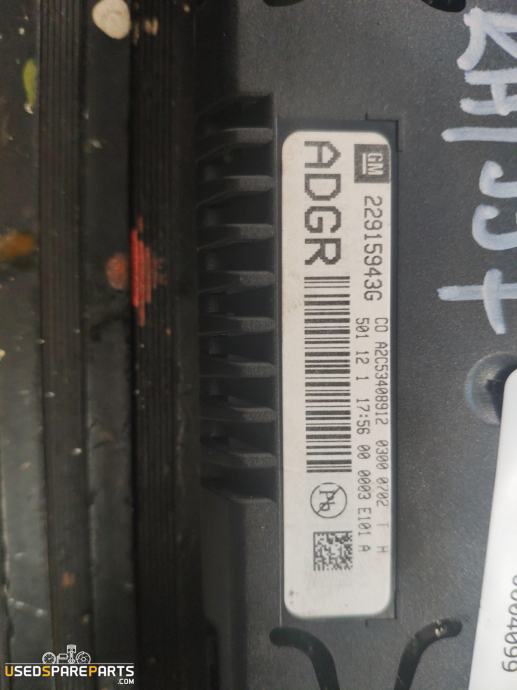 GM 22915943G
ADGR
CO A2C53408912 0300 0702 T H
501 12 1 17:56 00 0003 E101 A
Pb
USEDSPAREPARTS
.COM